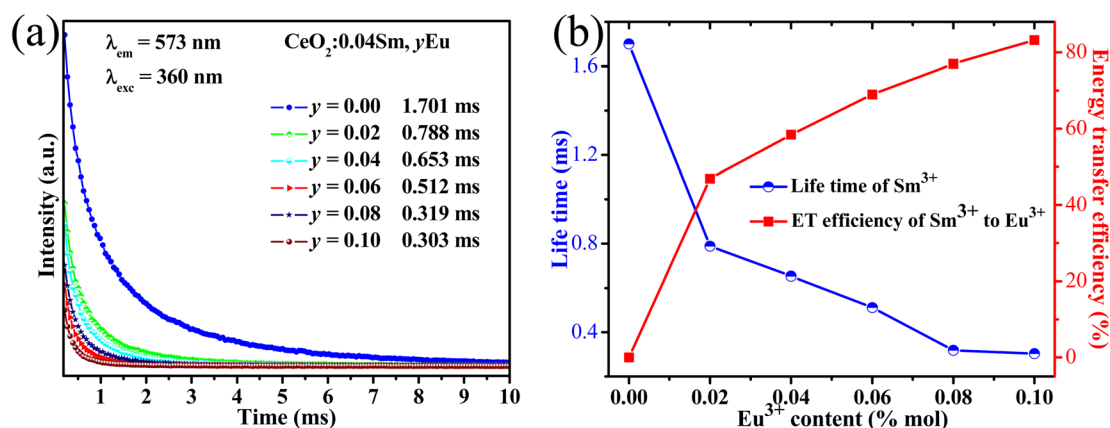 (a)
λem = 573 nm
λexc = 360 nm
CeO2:0.04Sm, yEu
y = 0.00 1.701 ms
y = 0.02 0.788 ms
y = 0.04 0.653 ms
y = 0.06 0.512 ms
y = 0.08 0.319 ms
y = 0.10 0.303 ms
Intensity (a.u.)
1 2 3 4 5 6 7 8 9 10
Time (ms)
(b)
1.6
1.2
0.8
0.4
Life time (ms)
Life time of Sm3+
ET efficiency of Sm3+ to Eu3+
80
60
40
20
0
Energy transfer efficiency (%)
0.00 0.02 0.04 0.06 0.08 0.10
Eu3+ content (% mol)